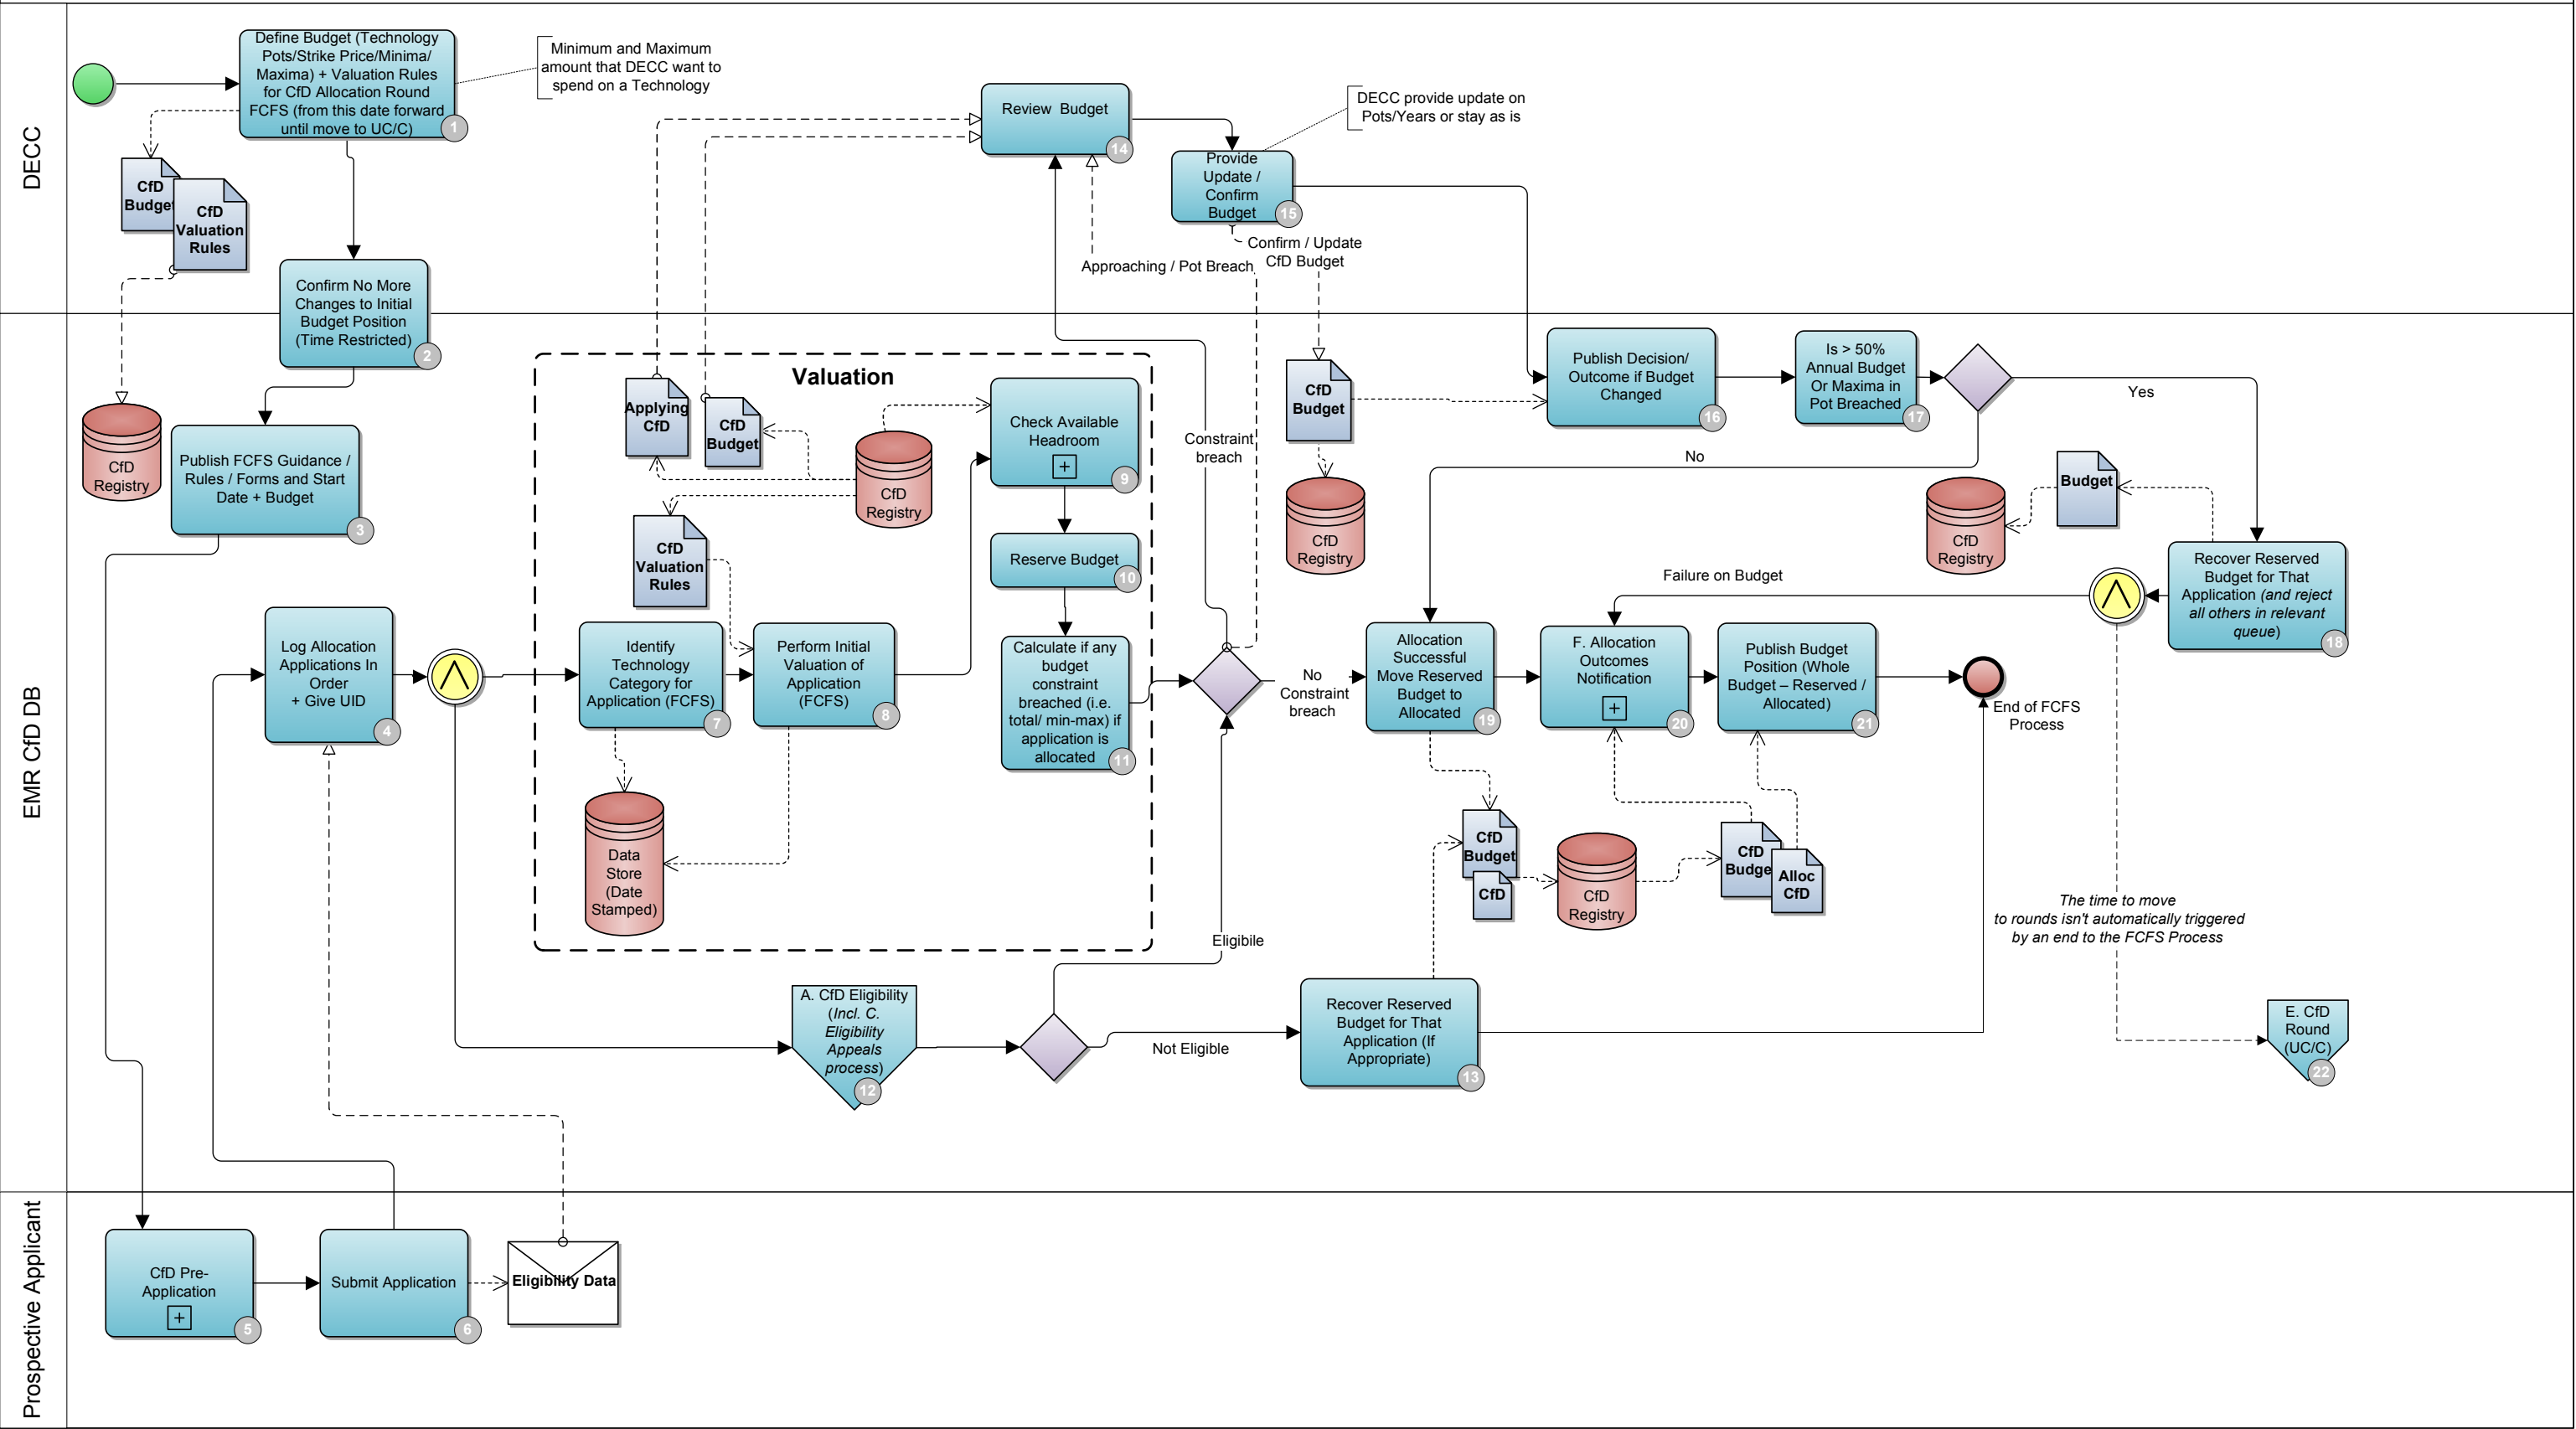 DECC
Define Budget (Technology
Pots/Strike Price/Minima/
Maxima) + Valuation Rules
for CfD Allocation Round
FCFS (from this date forward
until move to UC/C)
1
Minimum and Maximum
amount that DECC want to
spend on a Technology
CfD
Budget
CfD
Valuation
Rules
Confirm No More
Changes to Initial
Budget Position
(Time Restricted)
2
Review Budget
14
DECC provide update on
Pots/Years or stay as is
Provide
Update /
Confirm
Budget
15
Confirm / Update
CfD Budget
Approaching / Pot Breach
EMR CfD DB
CfD
Registry
Publish FCFS Guidance /
Rules / Forms and Start
Date + Budget
3
Log Allocation
Applications In
Order
+ Give UID
4
Valuation
Applying
CfD
CfD
Budget
CfD
Registry
CfD
Valuation
Rules
Check Available
Headroom
+
9
Reserve Budget
10
Identify
Technology
Category for
Application (FCFS)
7
Perform Initial
Valuation of
Application
(FCFS)
8
Calculate if any
budget
constraint
breached (i.e.
total/ min-max) if
application is
allocated
11
Data
Store
(Date
Stamped)
Constraint
breach
No
Constraint
breach
Eligibile
A. CfD Eligibility
(Incl. C.
Eligibility
Appeals
process)
12
Not Eligible
Recover Reserved
Budget for That
Application (If
Appropriate)
13
CfD
Budget
CfD
Registry
Publish Decision/
Outcome if Budget
Changed
16
Is > 50%
Annual Budget
Or Maxima in
Pot Breached
17
Yes
No
CfD
Registry
Budget
Recover Reserved
Budget for That
Application (and reject
all others in relevant
queue)
18
Failure on Budget
Allocation
Successful
Move Reserved
Budget to
Allocated
19
F. Allocation
Outcomes
Notification
+
20
Publish Budget
Position (Whole
Budget – Reserved /
Allocated)
21
End of FCFS
Process
CfD
Budget
CfD
CfD
Registry
CfD
Budge
Alloc
CfD
The time to move
to rounds isn't automatically triggered
by an end to the FCFS Process
E. CfD
Round
(UC/C)
22
Prospective Applicant
CfD Pre-
Application
+
5
Submit Application
6
Eligibility Data